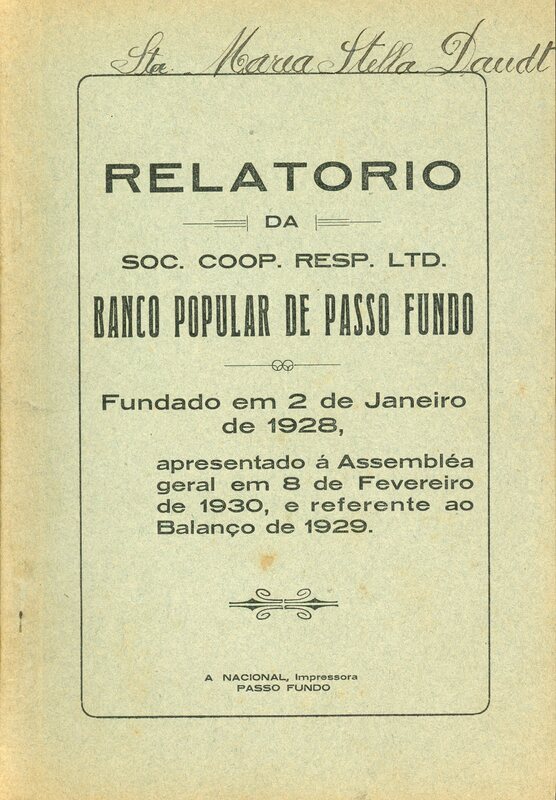 Sta. Maria Stella Daudt
RELATORIO
DA
SOC. COOP. RESP. LTD.
BANCO POPULAR DE PASSO FUNDO
Fundado em 2 de Janeiro
de 1928,
apresentado á Assembléa
geral em 8 de Fevereiro
de 1930, e referente ao
Balanço de 1929.
A NACIONAL, Impressora
PASSO FUNDO